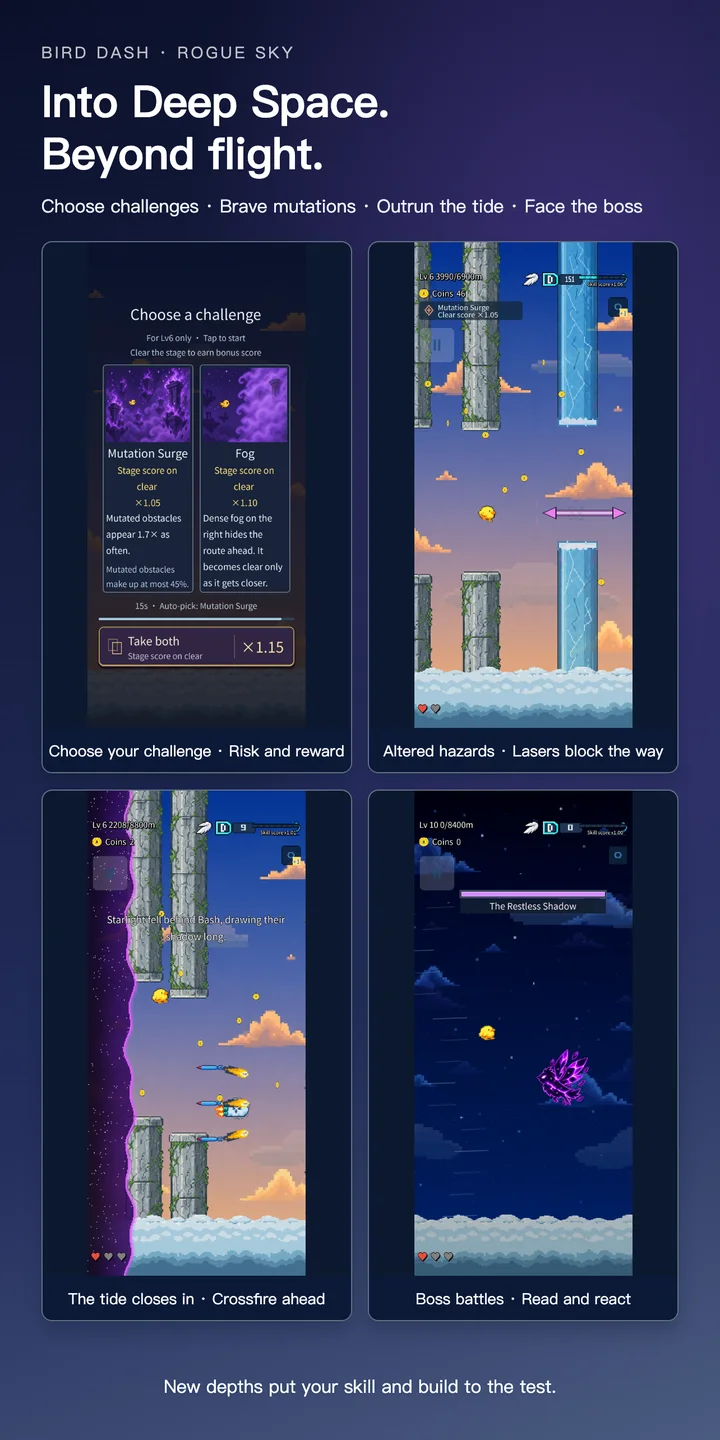 BIRD DASH · ROGUE SKY
Into Deep Space.
Beyond flight.
Choose challenges · Brave mutations · Outrun the tide · Face the boss
Choose a challenge
For Lv6 only • Tap to start
Clear the stage to earn bonus score
Mutation Surge
Stage score on
clear
×1.05
Mutated obstacles
appear 1.7× as
often.
Mutated obstacles
make up at most 45%.
Fog
Stage score on
clear
×1.10
Dense fog on the
right hides the
route ahead. It
becomes clear only
as it gets closer.
15s • Auto-pick: Mutation Surge
Take both
Stage score on clear
×1.15
Choose your challenge · Risk and reward
Lv 6 3990/6900m
D 151
Skill score x1.06
Coins 46
Mutation Surge
Clear score ×1.05
Altered hazards · Lasers block the way
Lv 6 2208/8800m
D 9
Coins 2
Starlight fell behind Bash, drawing their
shadow long.
The tide closes in · Crossfire ahead
Lv 10 0/8400m
D 0
Skill score x1.00
Coins 0
The Restless Shadow
Boss battles · Read and react
New depths put your skill and build to the test.